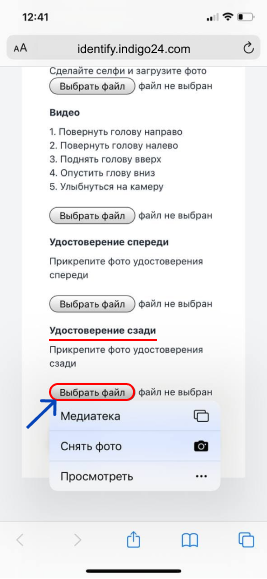 12:41
AA identify.indigo24.com
Сделайте селфи и загрузите фото
Выбрать файл файл не выбран
Видео
1. Повернуть голову направо
2. Повернуть голову налево
3. Поднять голову вверх
4. Опустить глову вниз
5. Улыбнуться на камеру
Выбрать файл файл не выбран
Удостоверение спереди
Прикрепите фото удостоверения
спереди
Выбрать файл файл не выбран
Удостоверение сзади
Прикрепите фото удостоверения
сзади
Выбрать файл файл не выбран
Медиатека
Снять фото
Просмотреть